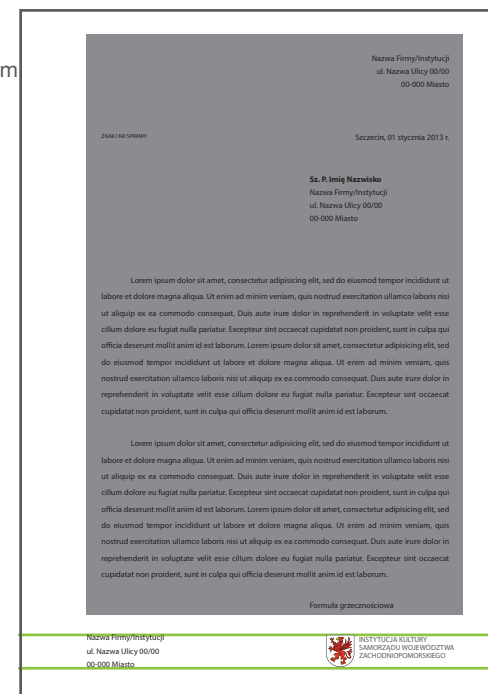 m
Nazwa Firmy/Instytucji
ul. Nazwa Ulicy 00/00
00-000 Miasto
ZNAK I NR SPRAWY
Szczecin, 01 stycznia 2013 r.
Sz. P. Imię Nazwisko
Nazwa Firmy/Instytucji
ul. Nazwa Ulicy 00/00
00-000 Miasto
Lorem ipsum dolor sit amet, consectetur adipisicing elit, sed do eiusmod tempor incididunt ut
labore et dolore magna aliqua. Ut enim ad minim veniam, quis nostrud exercitation ullamco laboris nisi
ut aliquip ex ea commodo consequat. Duis aute irure dolor in reprehenderit in voluptate velit esse
cillum dolore eu fugiat nulla pariatur. Excepteur sint occaecat cupidatat non proident, sunt in culpa qui
officia deserunt mollit anim id est laborum. Lorem ipsum dolor sit amet, consectetur adipisicing elit, sed
do eiusmod tempor incididunt ut labore et dolore magna aliqua. Ut enim ad minim veniam, quis
nostrud exercitation ullamco laboris nisi ut aliquip ex ea commodo consequat. Duis aute irure dolor in
reprehenderit in voluptate velit esse cillum dolore eu fugiat nulla pariatur. Excepteur sint occaecat
cupidatat non proident, sunt in culpa qui officia deserunt mollit anim id est laborum.
Lorem ipsum dolor sit amet, consectetur adipisicing elit, sed do eiusmod tempor incididunt ut
labore et dolore magna aliqua. Ut enim ad minim veniam, quis nostrud exercitation ullamco laboris nisi
ut aliquip ex ea commodo consequat. Duis aute irure dolor in reprehenderit in voluptate velit esse
cillum dolore eu fugiat nulla pariatur. Excepteur sint occaecat cupidatat non proident, sunt in culpa qui
officia deserunt mollit anim id est laborum. Lorem ipsum dolor sit amet, consectetur adipisicing elit, sed
do eiusmod tempor incididunt ut labore et dolore magna aliqua. Ut enim ad minim veniam, quis
nostrud exercitation ullamco laboris nisi ut aliquip ex ea commodo consequat. Duis aute irure dolor in
reprehenderit in voluptate velit esse cillum dolore eu fugiat nulla pariatur. Excepteur sint occaecat
cupidatat non proident, sunt in culpa qui officia deserunt mollit anim id est laborum.
Formuła grzecznościowa
Nazwa Firmy/Instytucji
ul. Nazwa Ulicy 00/00
00-000 Miasto
INSTYTUCJA KULTURY
SAMORZĄDU WOJEWÓDZTWA
ZACHODNIOPOMORSKIEGO